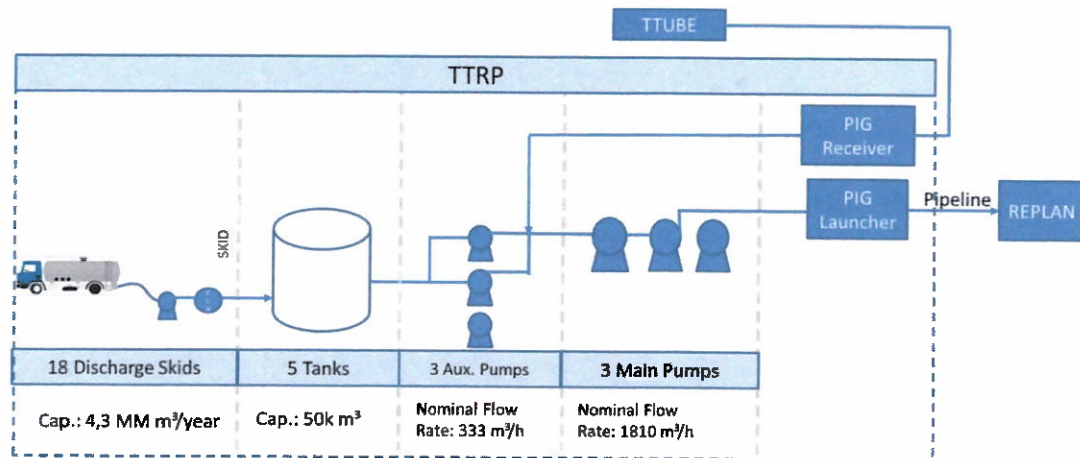 TTUBE
TTRP
PIG
Receiver
PIG
Launcher
Pipeline
REPLAN
SKID
18 Discharge Skids
5 Tanks
3 Aux. Pumps
3 Main Pumps
Cap.: 4,3 MM m³/year
Cap.: 50k m³
Nominal Flow
Rate: 333 m³/h
Nominal Flow
Rate: 1810 m³/h